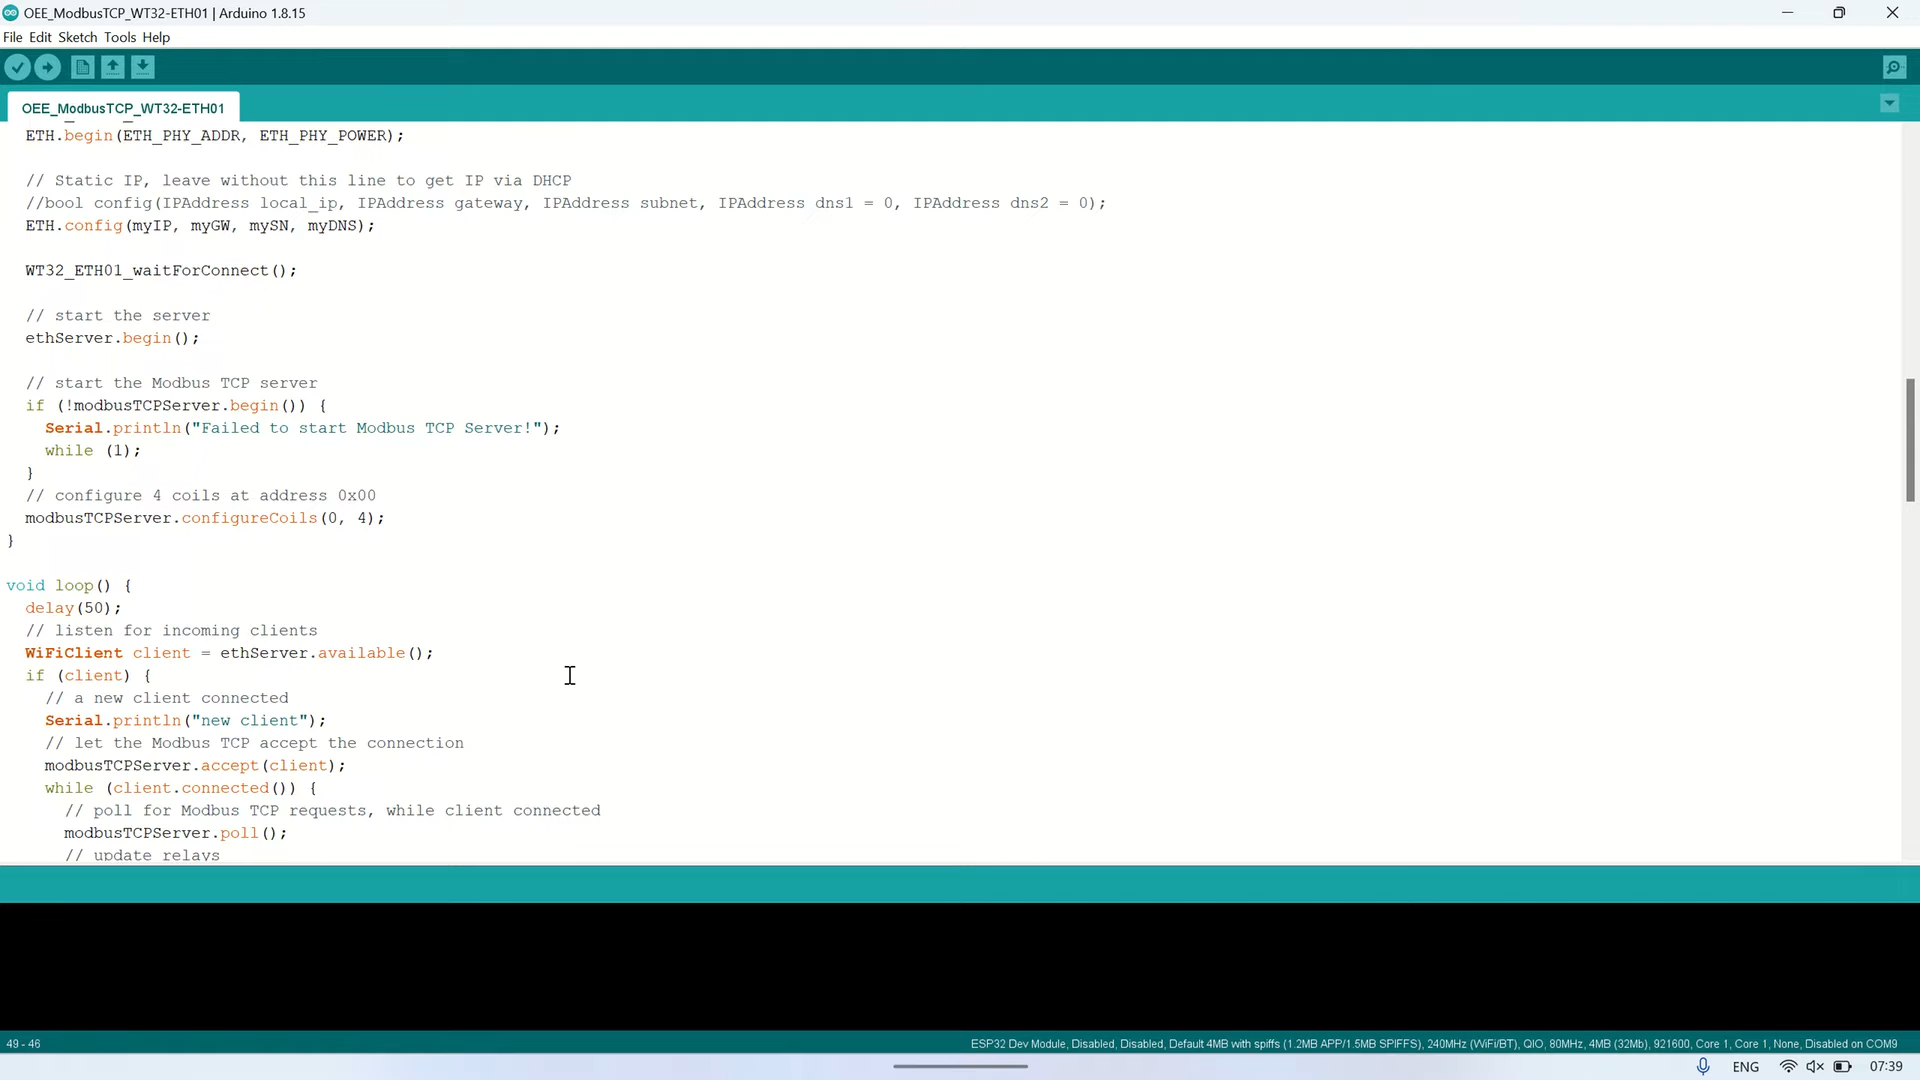 OEE_ModbusTCP_WT32-ETH01 | Arduino 1.8.15
File Edit Sketch Tools Help
OEE_ModbusTCP_WT32-ETH01
ETH.begin(ETH_PHY_ADDR, ETH_PHY_POWER);
// Static IP, leave without this line to get IP via DHCP
//bool config(IPAddress local_ip, IPAddress gateway, IPAddress subnet, IPAddress dns1 = 0, IPAddress dns2 = 0);
ETH.config(myIP, myGW, mySN, myDNS);
WT32_ETH01_waitForConnect();
// start the server
ethServer.begin();
// start the Modbus TCP server
if (!modbusTCPServer.begin()) {
Serial.println("Failed to start Modbus TCP Server!");
while (1);
}
// configure 4 coils at address 0x00
modbusTCPServer.configureCoils(0, 4);
}
void loop() {
delay(50);
// listen for incoming clients
WiFiClient client = ethServer.available();
if (client) {
// a new client connected
Serial.println("new client");
// let the Modbus TCP accept the connection
modbusTCPServer.accept(client);
while (client.connected()) {
// poll for Modbus TCP requests, while client connected
modbusTCPServer.poll();
// update relays
49 - 46
ESP32 Dev Module, Disabled, Disabled, Default 4MB with spiffs (1.2MB APP/1.5MB SPIFFS), 240MHz (WiFi/BT), QIO, 80MHz, 4MB (32Mb), 921600, Core 1, Core 1, None, Disabled on COM9
ENG
07:39